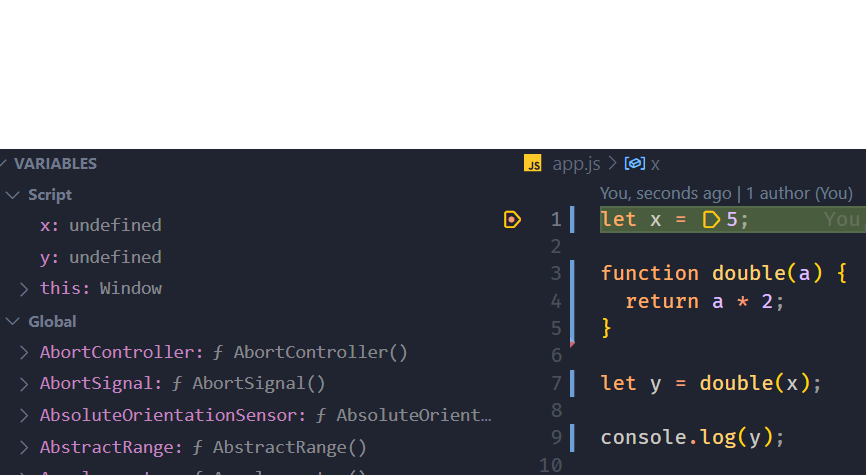 VARIABLES
Script
x: undefined
y: undefined
this: Window
Global
AbortController: ƒ AbortController()
AbortSignal: ƒ AbortSignal()
AbsoluteOrientationSensor: ƒ AbsoluteOrient…
AbstractRange: ƒ AbstractRange()
JS app.js > x
You, seconds ago | 1 author (You)
1 let x = 5; You
2
3 function double(a) {
4 return a * 2;
5 }
6
7 let y = double(x);
8
9 console.log(y);
10